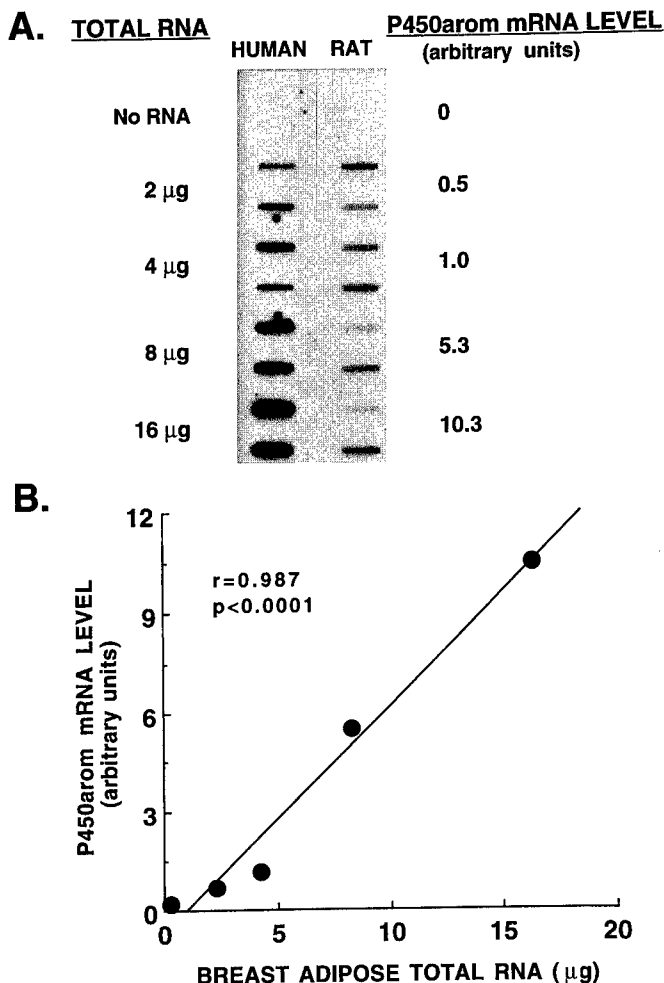 A.
TOTAL RNA
HUMAN RAT
P450arom mRNA LEVEL
(arbitrary units)
No RNA 0
2 μg 0.5
4 μg 1.0
8 μg 5.3
16 μg 10.3
B.
P450arom mRNA LEVEL
(arbitrary units)
12
9
6
3
0
r=0.987
p<0.0001
0 5 10 15 20
BREAST ADIPOSE TOTAL RNA (μg)